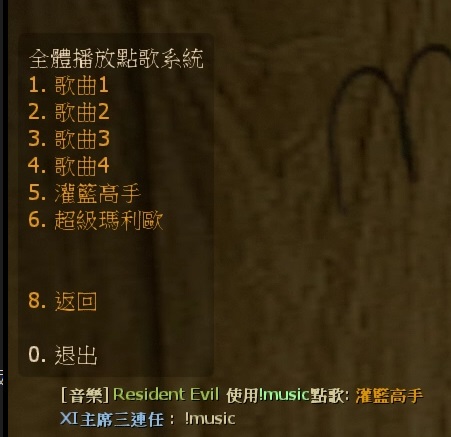 全體播放點歌系統
1. 歌曲1
2. 歌曲2
3. 歌曲3
4. 歌曲4
5. 灌籃高手
6. 超級瑪利歐
8. 返回
0. 退出
[音樂] Resident Evil 使用!music點歌: 灌籃高手
XI主席三連任 : !music